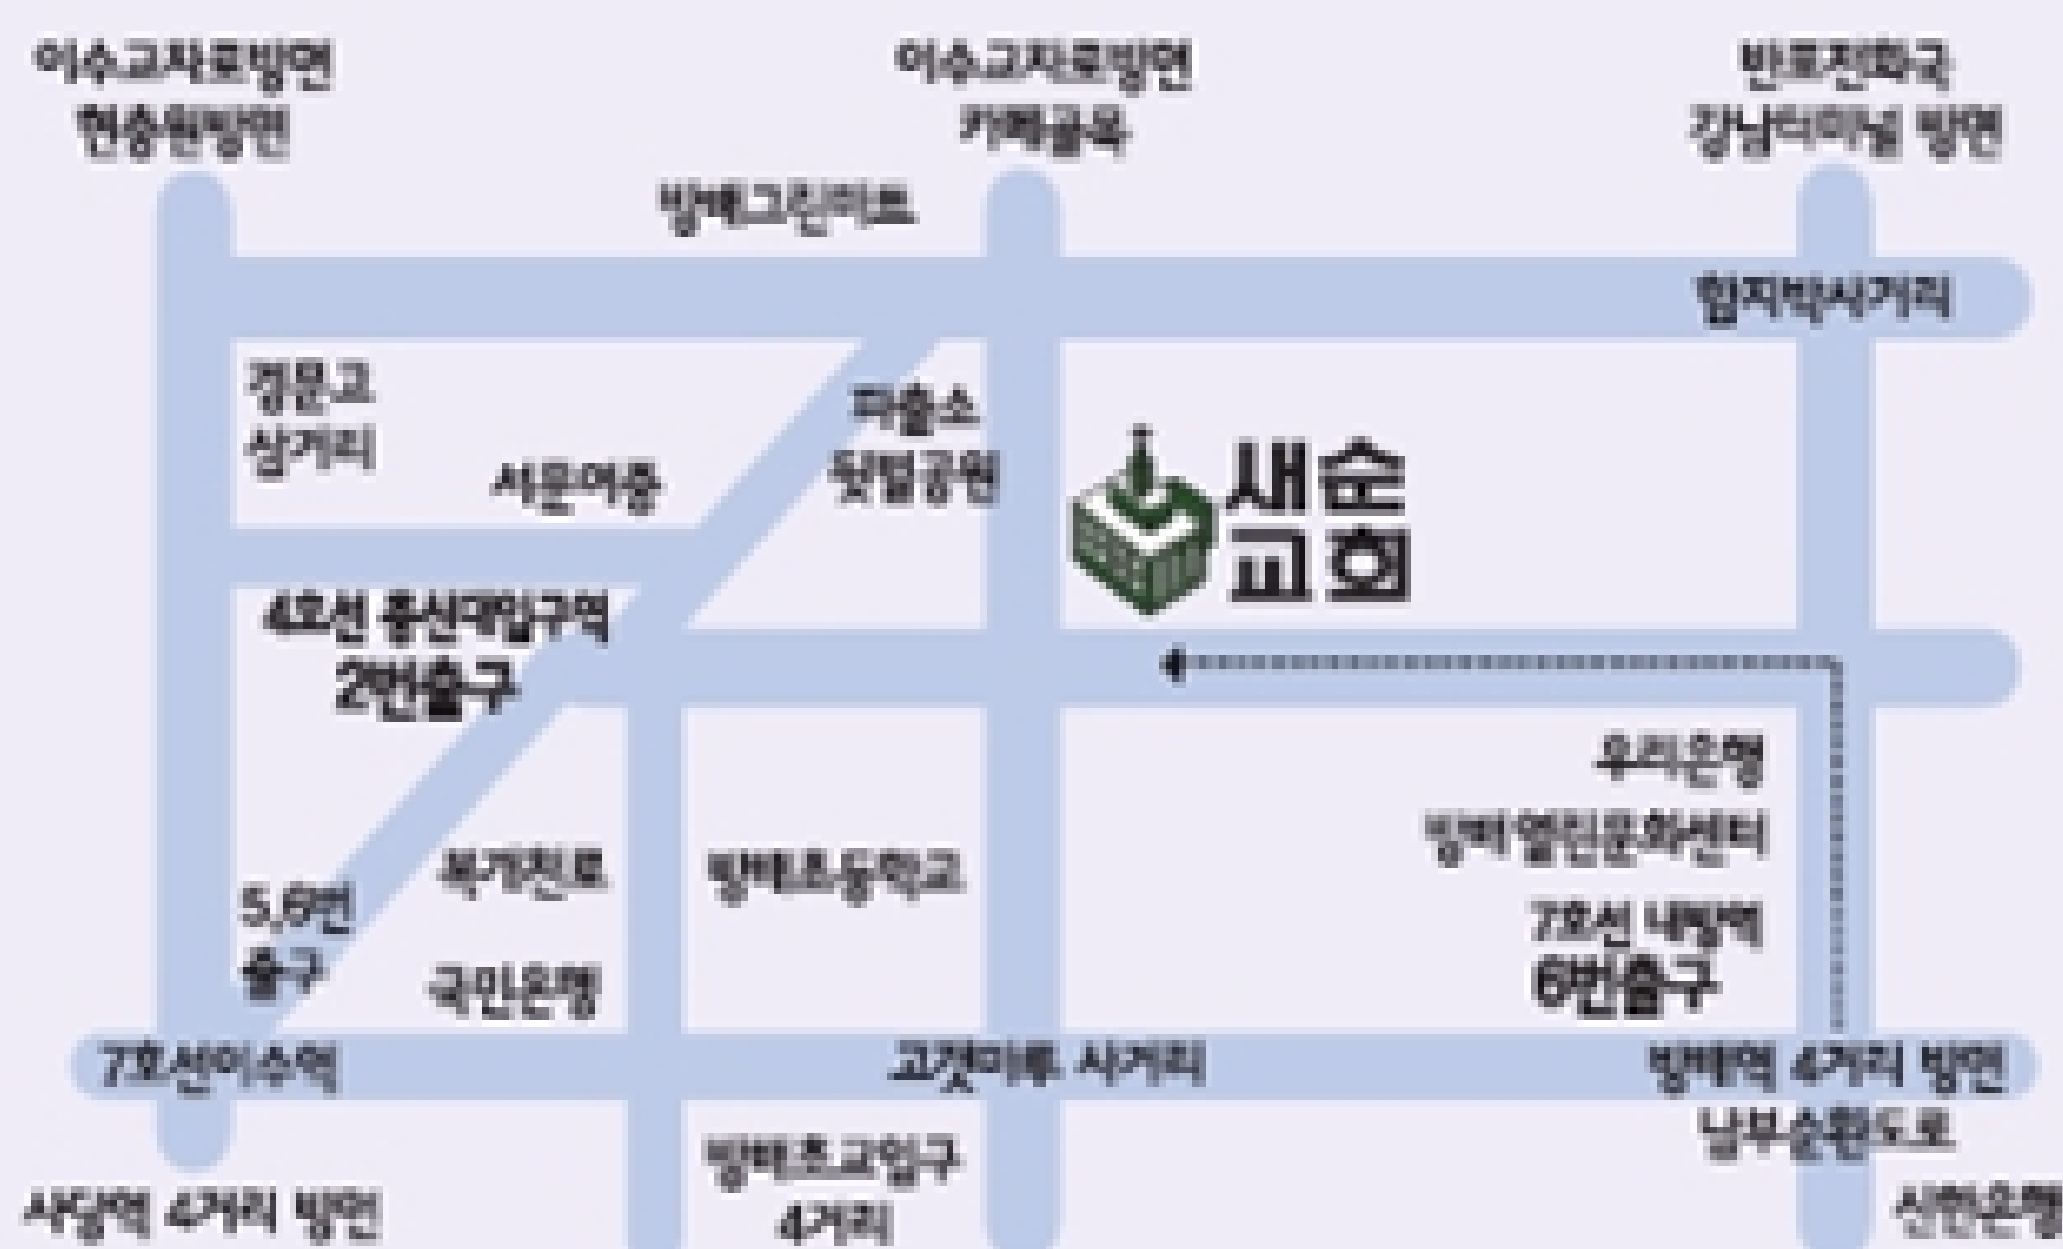 이수교차로방면
현충원방면
이수교차로방면
카페골목
반포전화국
강남터미널 방면
방배그린마트
함지박사거리
경문고
삼거리
파출소
뒷벌공원
서문여중
새순
교회
4호선 총신대입구역
2번출구
우리은행
방배열린문화센터
복개천로
방배초등학교
7호선 내방역
6번출구
5,6번
출구
국민은행
7호선이수역
고갯마루 사거리
방배역 4거리 방면
남부순환도로
방배초교입구
4거리
사당역 4거리 방면
신한은행